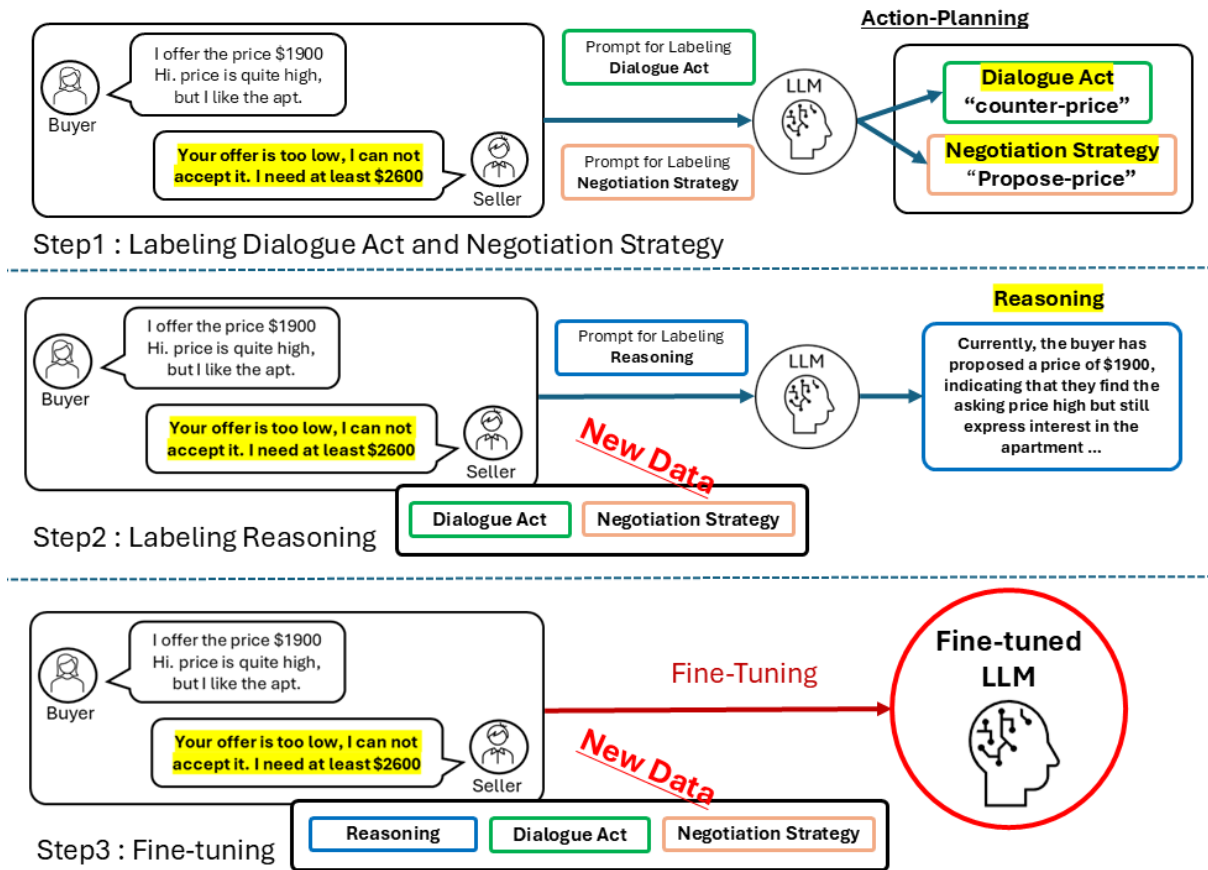 Action-Planning
I offer the price $1900
Hi. price is quite high,
but I like the apt.
Buyer
Your offer is too low, I can not
accept it. I need at least $2600
Seller
Prompt for Labeling
Dialogue Act
Prompt for Labeling
Negotiation Strategy
LLM
Dialogue Act
“counter-price”
Negotiation Strategy
“Propose-price”
Step1 : Labeling Dialogue Act and Negotiation Strategy
I offer the price $1900
Hi. price is quite high,
but I like the apt.
Buyer
Your offer is too low, I can not
accept it. I need at least $2600
Seller
Prompt for Labeling
Reasoning
LLM
Reasoning
Currently, the buyer has
proposed a price of $1900,
indicating that they find the
asking price high but still
express interest in the
apartment ...
New Data
Dialogue Act
Negotiation Strategy
Step2 : Labeling Reasoning
I offer the price $1900
Hi. price is quite high,
but I like the apt.
Buyer
Your offer is too low, I can not
accept it. I need at least $2600
Seller
Fine-Tuning
New Data
Fine-tuned
LLM
Reasoning
Dialogue Act
Negotiation Strategy
Step3 : Fine-tuning